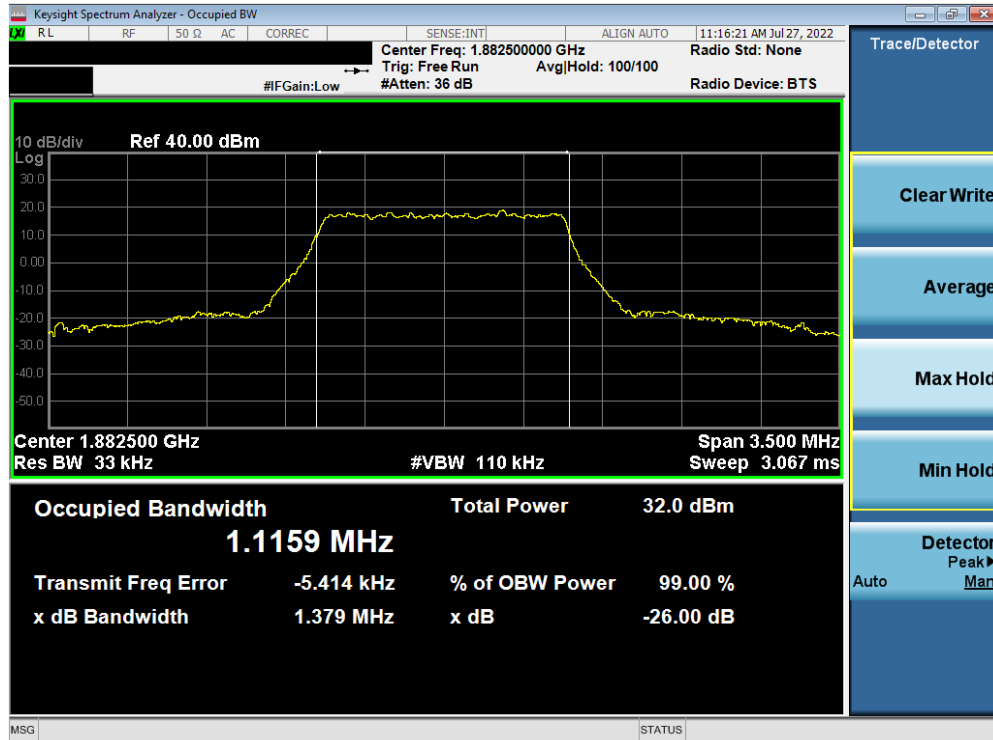 Keysight Spectrum Analyzer - Occupied BW
LXI RL RF 50 Ω AC CORREC SENSE:INT ALIGN AUTO 11:16:21 AM Jul 27, 2022
Center Freq: 1.882500000 GHz Radio Std: None
Trig: Free Run Avg|Hold: 100/100
#IFGain:Low #Atten: 36 dB Radio Device: BTS
Trace/Detector
10 dB/div Ref 40.00 dBm
Log
30.0
20.0
10.0
0.00
-10.0
-20.0
-30.0
-40.0
-50.0
Center 1.882500 GHz Span 3.500 MHz
Res BW 33 kHz #VBW 110 kHz Sweep 3.067 ms
Occupied Bandwidth Total Power 32.0 dBm
1.1159 MHz
Transmit Freq Error -5.414 kHz % of OBW Power 99.00 %
x dB Bandwidth 1.379 MHz x dB -26.00 dB
Clear Write
Average
Max Hold
Min Hold
Detector
Peak▶
Auto Man
MSG STATUS